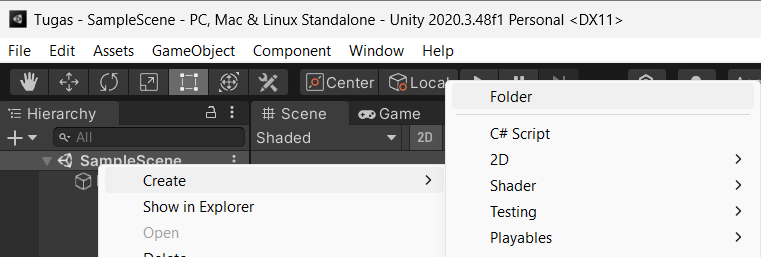 Tugas - SampleScene - PC, Mac & Linux Standalone - Unity 2020.3.48f1 Personal <DX11>
File Edit Assets GameObject Component Window Help
Center Local
Hierarchy
Scene Game
All
Shaded 2D
SampleScene
Create
Show in Explorer
Open
Delete
Folder
C# Script
2D
Shader
Testing
Playables